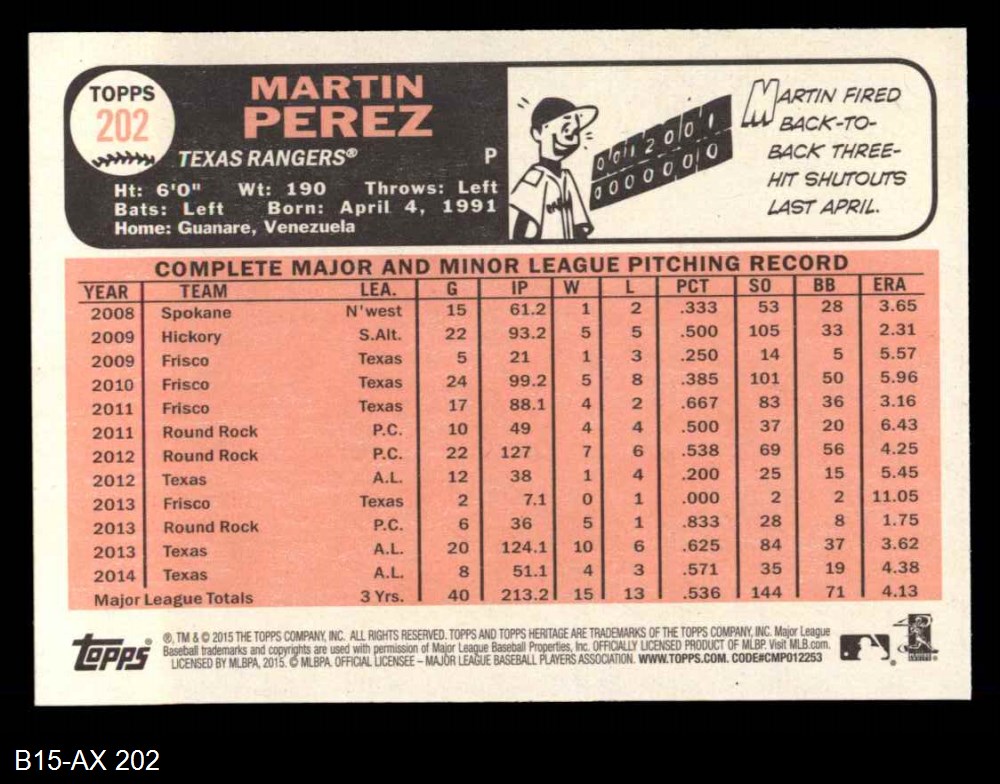 TOPPS
202
MARTIN
PEREZ
TEXAS RANGERS® P
Ht: 6'0" Wt: 190 Throws: Left
Bats: Left Born: April 4, 1991
Home: Guanare, Venezuela
0 0 1 2 0 0 1
0 0 0 0 0 0 0
MARTIN FIRED
BACK-TO-
BACK THREE-
HIT SHUTOUTS
LAST APRIL.
COMPLETE MAJOR AND MINOR LEAGUE PITCHING RECORD
YEAR TEAM LEA. G IP W L PCT SO BB ERA
2008 Spokane N'west 15 61.2 1 2 .333 53 28 3.65
2009 Hickory S.Alt. 22 93.2 5 5 .500 105 33 2.31
2009 Frisco Texas 5 21 1 3 .250 14 5 5.57
2010 Frisco Texas 24 99.2 5 8 .385 101 50 5.96
2011 Frisco Texas 17 88.1 4 2 .667 83 36 3.16
2011 Round Rock P.C. 10 49 4 4 .500 37 20 6.43
2012 Round Rock P.C. 22 127 7 6 .538 69 56 4.25
2012 Texas A.L. 12 38 1 4 .200 25 15 5.45
2013 Frisco Texas 2 7.1 0 1 .000 2 2 11.05
2013 Round Rock P.C. 6 36 5 1 .833 28 8 1.75
2013 Texas A.L. 20 124.1 10 6 .625 84 37 3.62
2014 Texas A.L. 8 51.1 4 3 .571 35 19 4.38
Major League Totals 3 Yrs. 40 213.2 15 13 .536 144 71 4.13
Topps®
®, TM & © 2015 THE TOPPS COMPANY, INC. ALL RIGHTS RESERVED. TOPPS AND TOPPS HERITAGE ARE TRADEMARKS OF THE TOPPS COMPANY, INC. Major League
Baseball trademarks and copyrights are used with permission of Major League Baseball Properties, Inc. OFFICIALLY LICENSED PRODUCT OF MLBP. Visit MLB.com.
LICENSED BY MLBPA, 2015. © MLBPA. OFFICIAL LICENSEE – MAJOR LEAGUE BASEBALL PLAYERS ASSOCIATION. WWW.TOPPS.COM. CODE#CMP012253
B15-AX 202